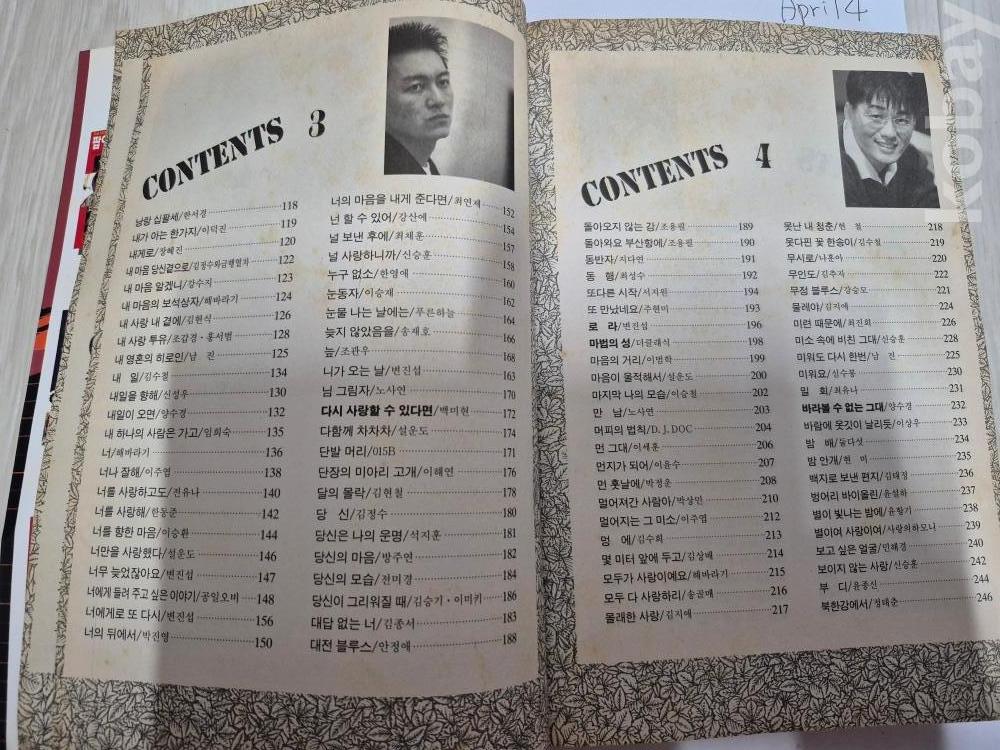 April 4
kobay
CONTENTS 3
낭랑 십팔세/한서경 118
내가 아는 한가지/이덕진 119
내게로/장혜진 120
내 마음 당신곁으로/김정수와급행열차 122
내 마음 알겠니/강수지 123
내 마음의 보석상자/해바라기 124
내 사랑 내 곁에/김현식 126
내 사랑 투유/조갑경·홍서범 128
내 영혼의 히로인/남 진 125
내 일/김수철 134
내일을 향해/신성우 130
내일이 오면/양수경 132
내 하나의 사람은 가고/임희숙 135
너/해바라기 136
너나 잘해/이주엽 138
너를 사랑하고도/전유나 140
너를 사랑해/한동준 142
너를 향한 마음/이승환 144
너만을 사랑했다/설운도 146
너무 늦었잖아요/변진섭 147
너에게 들려 주고 싶은 이야기/공일오비 148
너에게로 또 다시/변진섭 156
너의 뒤에서/박진영 150
너의 마음을 내게 준다면/최연제 152
넌 할 수 있어/강산에 154
널 보낸 후에/최재훈 157
널 사랑하니까/신승훈 158
누구 없소/한영애 160
눈동자/이승재 162
눈물 나는 날에는/푸른하늘 164
늦지 않았음을/송재호 166
늪/조관우 168
니가 오는 날/변진섭 163
님 그림자/노사연 170
다시 사랑할 수 있다면/백미현 172
다함께 차차차/설운도 174
단발 머리/015B 171
단장의 미아리 고개/이해연 176
달의 몰락/김현철 178
당 신/김정수 180
당신은 나의 운명/석지훈 181
당신의 마음/방주연 182
당신의 모습/전미경 184
당신이 그리워질 때/김승기·이미키 186
대답 없는 너/김종서 183
대전 블루스/안정애 188
CONTENTS 4
돌아오지 않는 강/조용필 189
돌아와요 부산항에/조용필 190
동반자/지다연 191
동 행/최성수 192
또다른 시작/서지원 194
또 만났네요/주현미 193
로 라/변진섭 196
마법의 성/더클래식 198
마음의 거리/이범학 199
마음이 울적해서/설운도 200
마지막 나의 모습/이승철 202
만 남/노사연 203
머피의 법칙/D. J. DOC 204
먼 그대/이세훈 206
먼지가 되어/이윤수 207
먼 훗날에/박정운 208
멀어져간 사람아/박상민 210
멀어지는 그 미소/이주엽 212
멍 에/김수희 213
몇 미터 앞에 두고/김상배 214
모두가 사랑이예요/해바라기 215
모두 다 사랑하리/송골매 216
몰래한 사랑/김지애 217
못난 내 청춘/현 철 218
못다핀 꽃 한송이/김수철 219
무시로/나훈아 220
무인도/김추자 222
무정 블루스/강승모 221
물레야/김지애 224
미련 때문에/최진희 226
미소 속에 비친 그대/신승훈 228
미워도 다시 한번/남 진 225
미워요/심수봉 230
밀 회/최유나 231
바라볼 수 없는 그대/양수경 232
바람에 옷깃이 날리듯/이상우 233
밤 배/둘다섯 234
밤 안개/현 미 235
백지로 보낸 편지/김태정 236
벙어리 바이올린/윤설하 237
별이 빛나는 밤에/윤항기 238
별이여 사랑이여/사랑의하모니 239
보고 싶은 얼굴/민해경 240
보이지 않는 사랑/신승훈 242
부 디/윤종신 244
북한강에서/정태춘 246